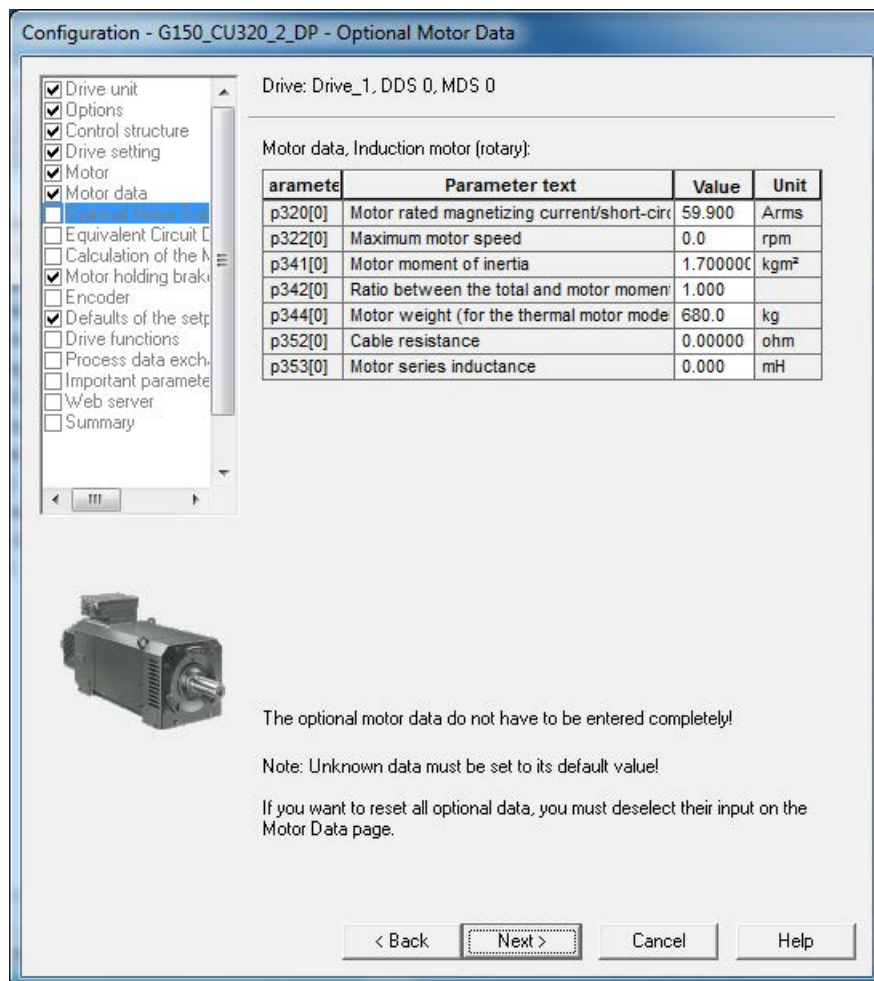 Configuration - G150_CU320_2_DP - Optional Motor Data
Drive unit
Options
Control structure
Drive setting
Motor
Motor data
Equivalent Circuit D
Calculation of the M
Motor holding brak
Encoder
Defaults of the setp
Drive functions
Process data exch.
Important paramete
Web server
Summary
Drive: Drive_1, DDS 0, MDS 0
Motor data, Induction motor (rotary):
aramete Parameter text Value Unit
p320[0] Motor rated magnetizing current/short-circ 59.900 Arms
p322[0] Maximum motor speed 0.0 rpm
p341[0] Motor moment of inertia 1.700000 kgm²
p342[0] Ratio between the total and motor momen 1.000
p344[0] Motor weight (for the thermal motor mode 680.0 kg
p352[0] Cable resistance 0.00000 ohm
p353[0] Motor series inductance 0.000 mH
The optional motor data do not have to be entered completely!
Note: Unknown data must be set to its default value!
If you want to reset all optional data, you must deselect their input on the
Motor Data page.
< Back Next > Cancel Help